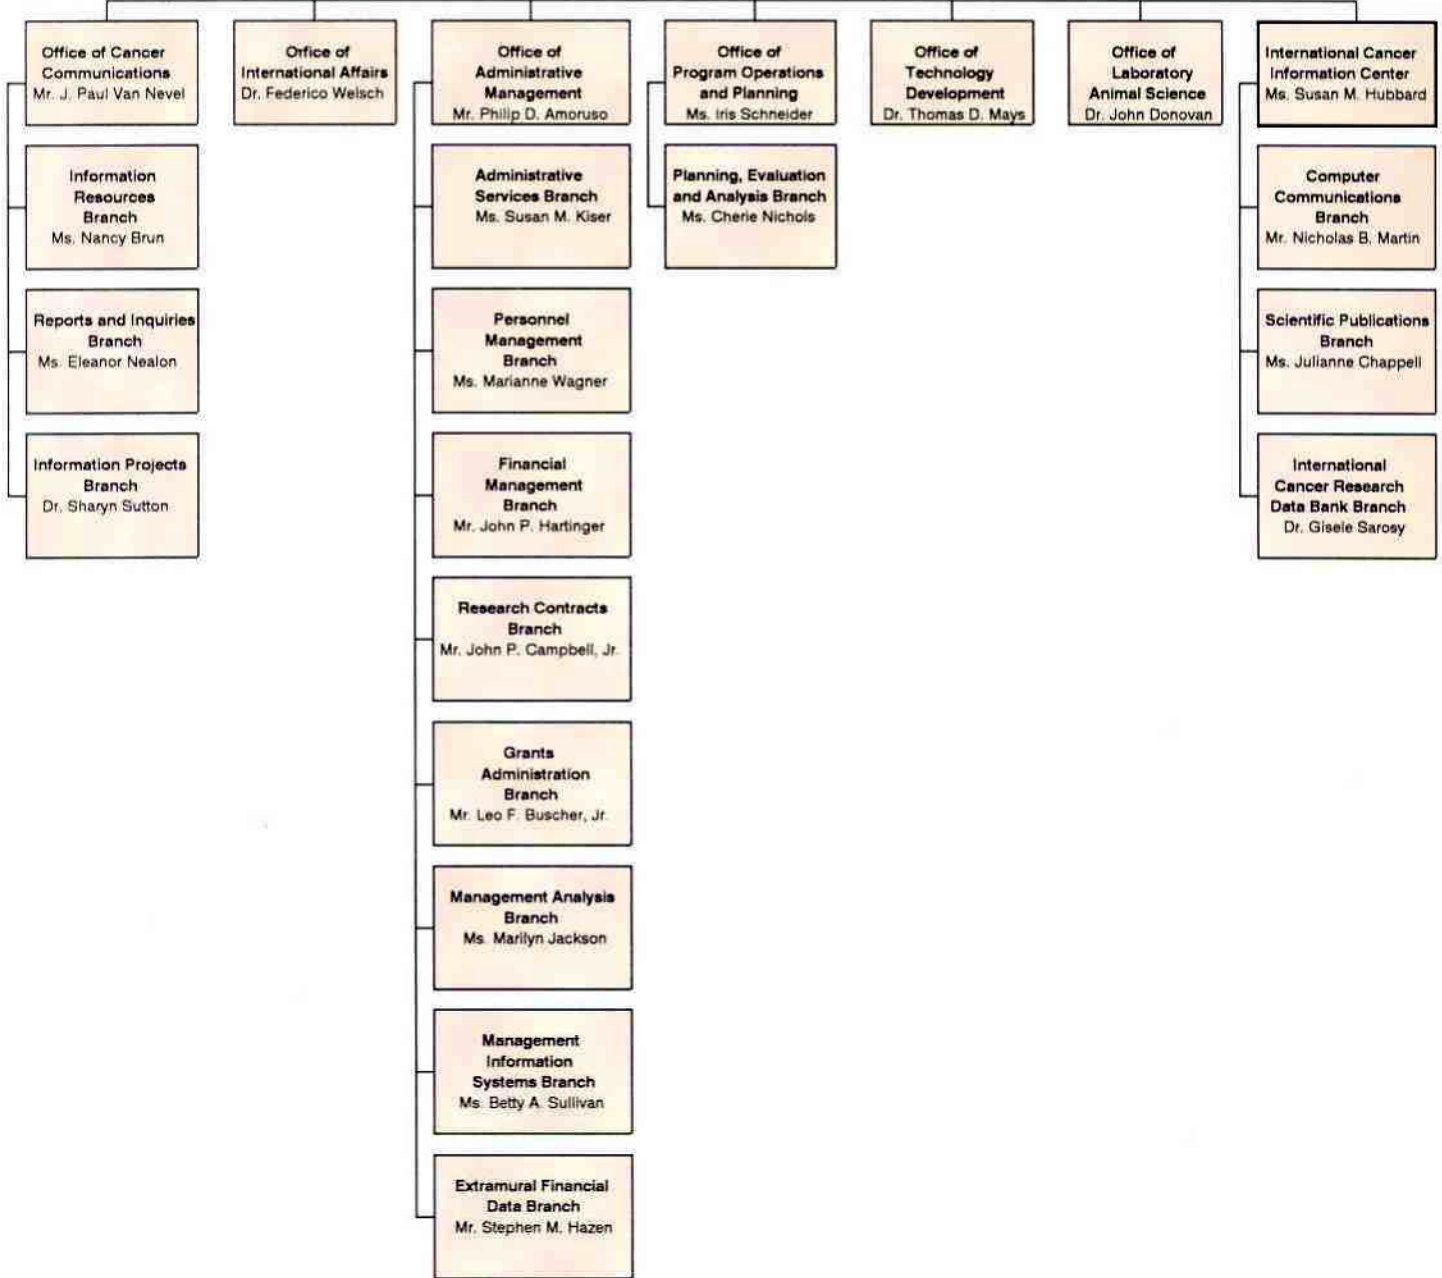 Office of Cancer
Communications
Mr. J. Paul Van Nevel
Office of
International Affairs
Dr. Federico Welsch
Office of
Administrative
Management
Mr. Philip D. Amoruso
Office of
Program Operations
and Planning
Ms. Iris Schneider
Office of
Technology
Development
Dr. Thomas D. Mays
Office of
Laboratory
Animal Science
Dr. John Donovan
International Cancer
Information Center
Ms. Susan M. Hubbard
Information
Resources
Branch
Ms. Nancy Brun
Reports and Inquiries
Branch
Ms. Eleanor Nealon
Information Projects
Branch
Dr. Sharyn Sutton
Administrative
Services Branch
Ms. Susan M. Kiser
Personnel
Management
Branch
Ms. Marianne Wagner
Financial
Management
Branch
Mr. John P. Hartinger
Research Contracts
Branch
Mr. John P. Campbell, Jr.
Grants
Administration
Branch
Mr. Leo F. Buscher, Jr.
Management Analysis
Branch
Ms. Marilyn Jackson
Management
Information
Systems Branch
Ms. Betty A. Sullivan
Extramural Financial
Data Branch
Mr. Stephen M. Hazen
Planning, Evaluation
and Analysis Branch
Ms. Cherie Nichols
Computer
Communications
Branch
Mr. Nicholas B. Martin
Scientific Publications
Branch
Ms. Julianne Chappell
International
Cancer Research
Data Bank Branch
Dr. Gisele Sarosy